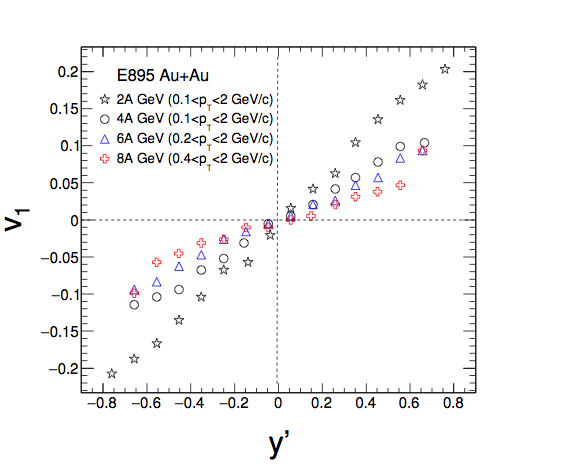 E895 Au+Au
2A GeV (0.1<p_T<2 GeV/c)
4A GeV (0.1<p_T<2 GeV/c)
6A GeV (0.2<p_T<2 GeV/c)
8A GeV (0.4<p_T<2 GeV/c)
0.2
0.15
0.1
0.05
0
−0.05
−0.1
−0.15
−0.2
v₁
−0.8 −0.6 −0.4 −0.2 0 0.2 0.4 0.6 0.8
y’